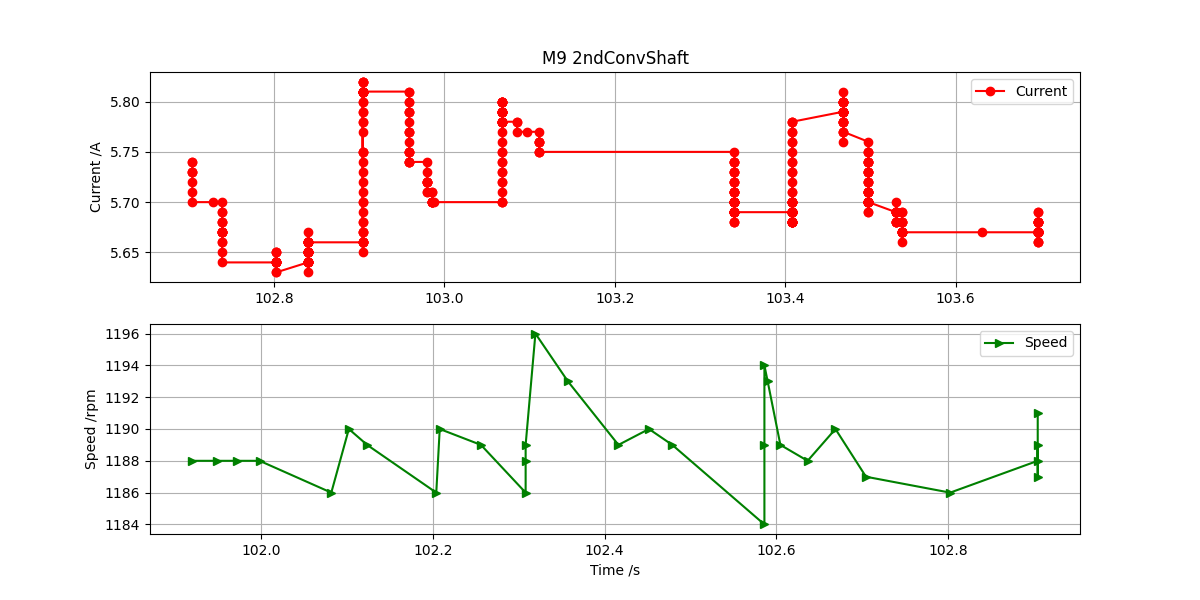 M9 2ndConvShaft
5.80
5.75
5.70
5.65
Current /A
Current
102.8 103.0 103.2 103.4 103.6
1196
1194
1192
1190
1188
1186
1184
Speed /rpm
Speed
102.0 102.2 102.4 102.6 102.8
Time /s